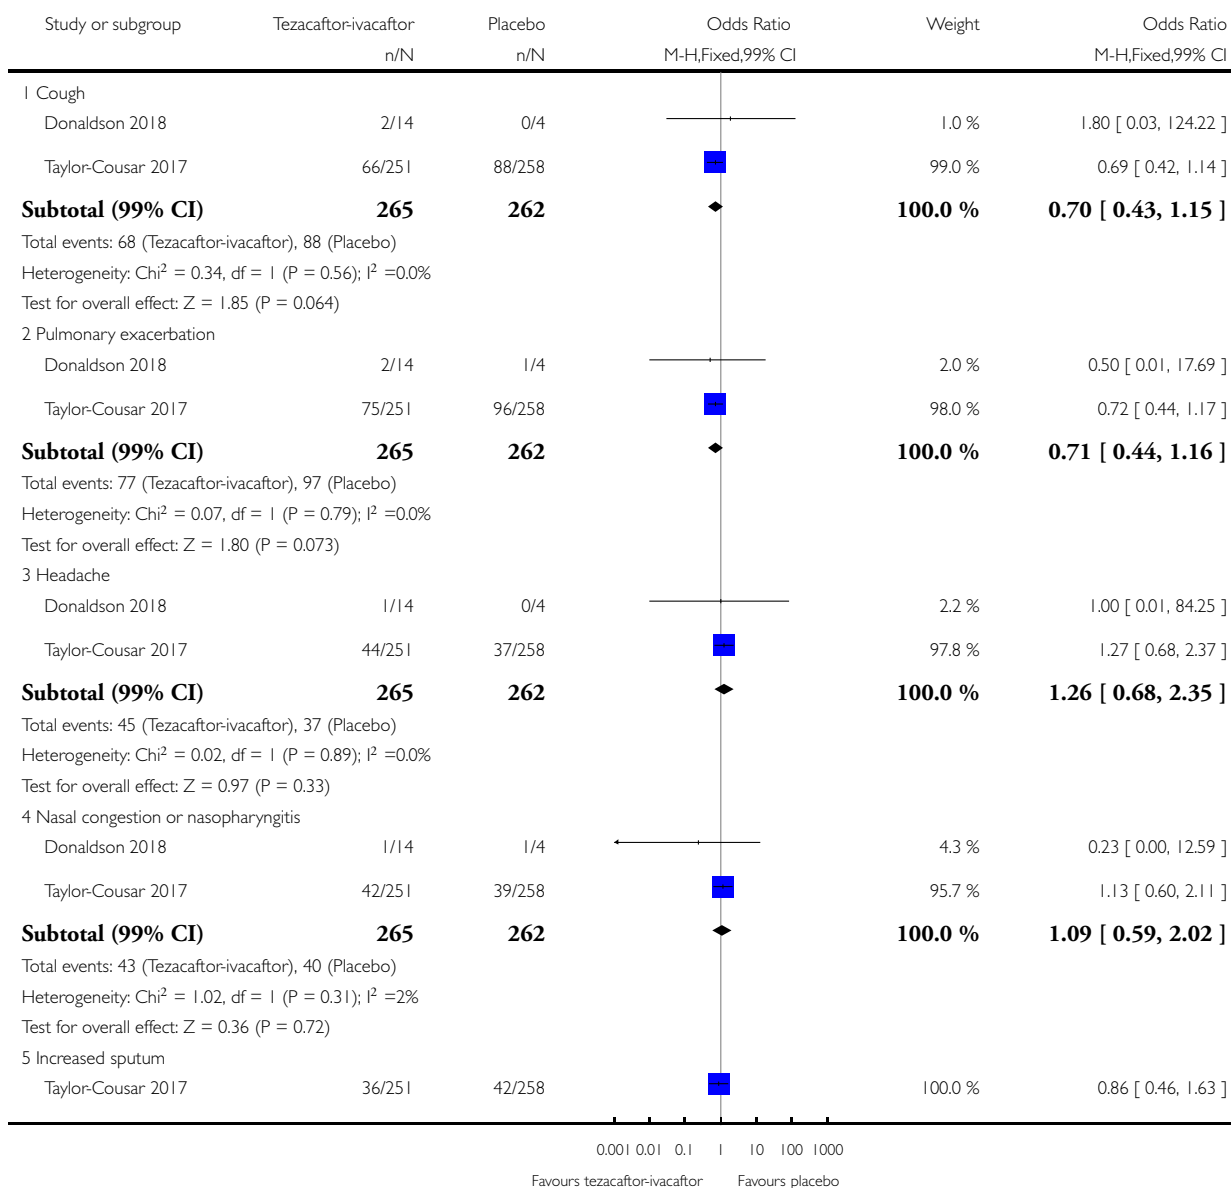 Study or subgroup Tezacaftor-ivacaftor Placebo Odds Ratio Weight Odds Ratio
n/N n/N M-H,Fixed,99% CI M-H,Fixed,99% CI
1 Cough
Donaldson 2018 2/14 0/4 1.0 % 1.80 [ 0.03, 124.22 ]
Taylor-Cousar 2017 66/251 88/258 99.0 % 0.69 [ 0.42, 1.14 ]
Subtotal (99% CI) 265 262 100.0 % 0.70 [ 0.43, 1.15 ]
Total events: 68 (Tezacaftor-ivacaftor), 88 (Placebo)
Heterogeneity: Chi² = 0.34, df = 1 (P = 0.56); I² =0.0%
Test for overall effect: Z = 1.85 (P = 0.064)
2 Pulmonary exacerbation
Donaldson 2018 2/14 1/4 2.0 % 0.50 [ 0.01, 17.69 ]
Taylor-Cousar 2017 75/251 96/258 98.0 % 0.72 [ 0.44, 1.17 ]
Subtotal (99% CI) 265 262 100.0 % 0.71 [ 0.44, 1.16 ]
Total events: 77 (Tezacaftor-ivacaftor), 97 (Placebo)
Heterogeneity: Chi² = 0.07, df = 1 (P = 0.79); I² =0.0%
Test for overall effect: Z = 1.80 (P = 0.073)
3 Headache
Donaldson 2018 1/14 0/4 2.2 % 1.00 [ 0.01, 84.25 ]
Taylor-Cousar 2017 44/251 37/258 97.8 % 1.27 [ 0.68, 2.37 ]
Subtotal (99% CI) 265 262 100.0 % 1.26 [ 0.68, 2.35 ]
Total events: 45 (Tezacaftor-ivacaftor), 37 (Placebo)
Heterogeneity: Chi² = 0.02, df = 1 (P = 0.89); I² =0.0%
Test for overall effect: Z = 0.97 (P = 0.33)
4 Nasal congestion or nasopharyngitis
Donaldson 2018 1/14 1/4 4.3 % 0.23 [ 0.00, 12.59 ]
Taylor-Cousar 2017 42/251 39/258 95.7 % 1.13 [ 0.60, 2.11 ]
Subtotal (99% CI) 265 262 100.0 % 1.09 [ 0.59, 2.02 ]
Total events: 43 (Tezacaftor-ivacaftor), 40 (Placebo)
Heterogeneity: Chi² = 1.02, df = 1 (P = 0.31); I² =2%
Test for overall effect: Z = 0.36 (P = 0.72)
5 Increased sputum
Taylor-Cousar 2017 36/251 42/258 100.0 % 0.86 [ 0.46, 1.63 ]
0.001 0.01 0.1 1 10 100 1000
Favours tezacaftor-ivacaftor Favours placebo